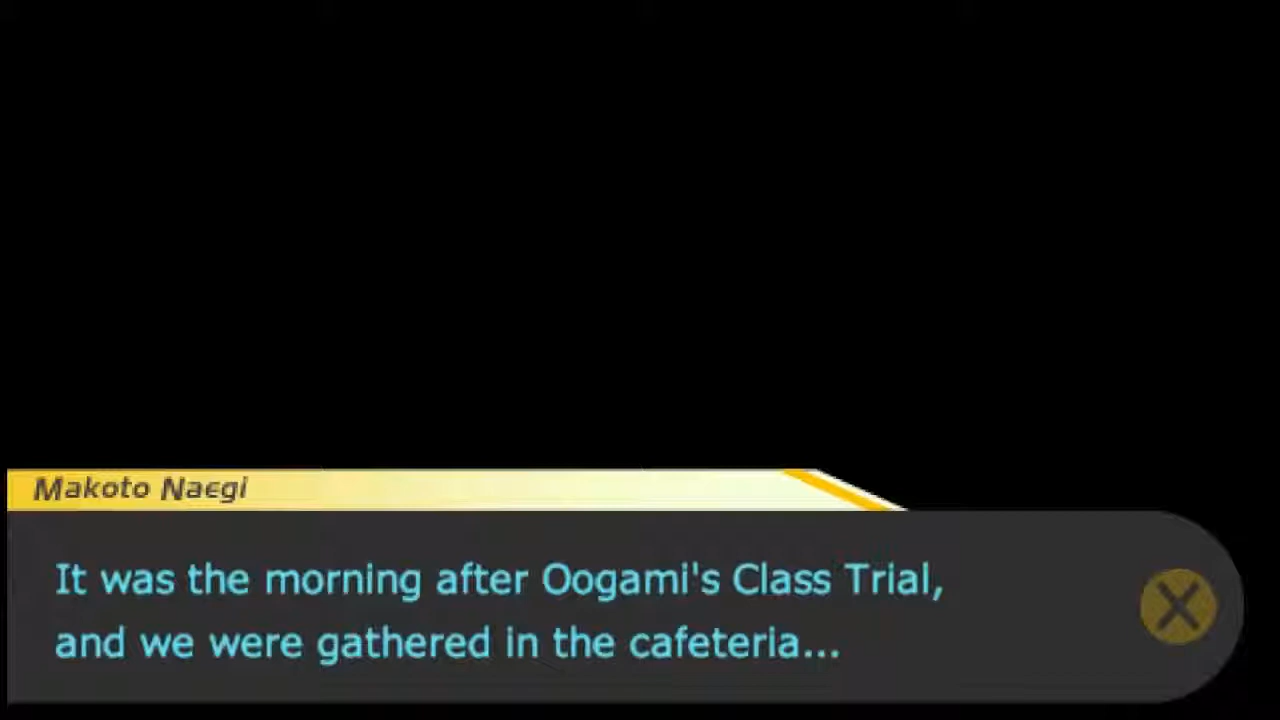 Makoto Naegi
It was the morning after Oogami's Class Trial,
and we were gathered in the cafeteria...